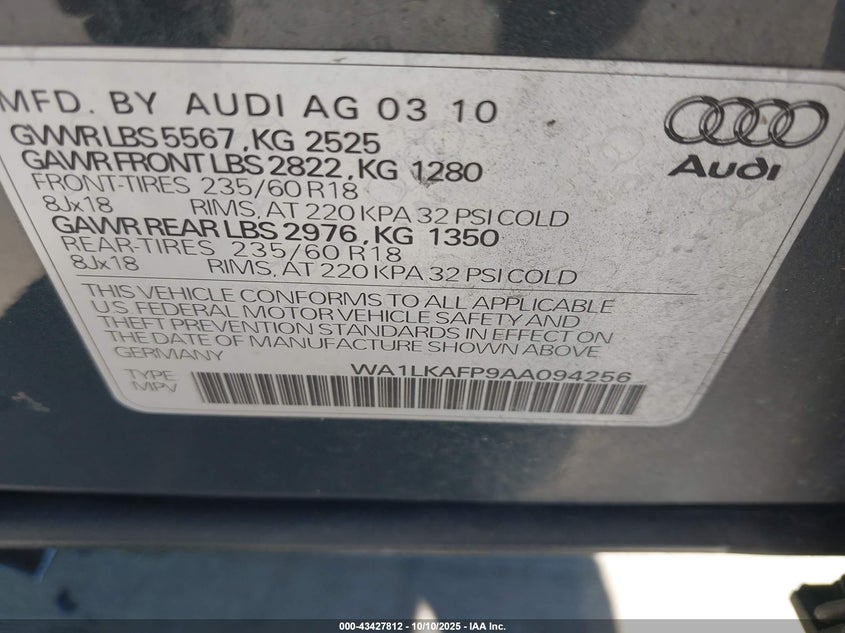 MFD. BY AUDI AG 03 10
GVWR LBS 5567, KG 2525
GAWR FRONT LBS 2822, KG 1280
FRONT-TIRES 235/60 R18
8Jx18 RIMS, AT 220 KPA 32 PSI COLD
GAWR REAR LBS 2976, KG 1350
REAR-TIRES 235/60 R18
8Jx18 RIMS, AT 220 KPA 32 PSI COLD
Audi
THIS VEHICLE CONFORMS TO ALL APPLICABLE
U.S. FEDERAL MOTOR VEHICLE SAFETY AND
THEFT PREVENTION STANDARDS IN EFFECT ON
THE DATE OF MANUFACTURE SHOWN ABOVE
GERMANY
TYPE WA1LKAFP9AA094256
MPV
000-43427812 - 10/10/2025 - IAA Inc.